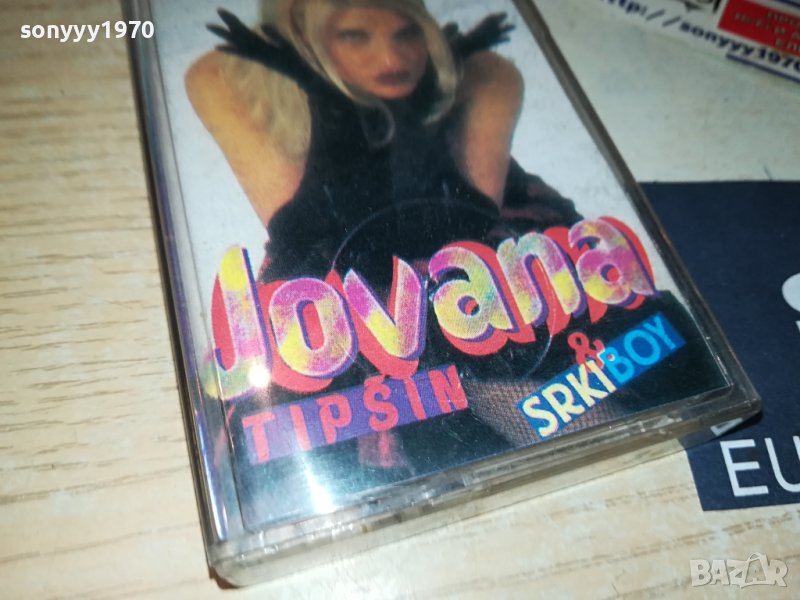 sonyyy1970
http://sonyyy1970
Jovana
TIPŠIN
&
SRKIBOY
EU
BAZAR